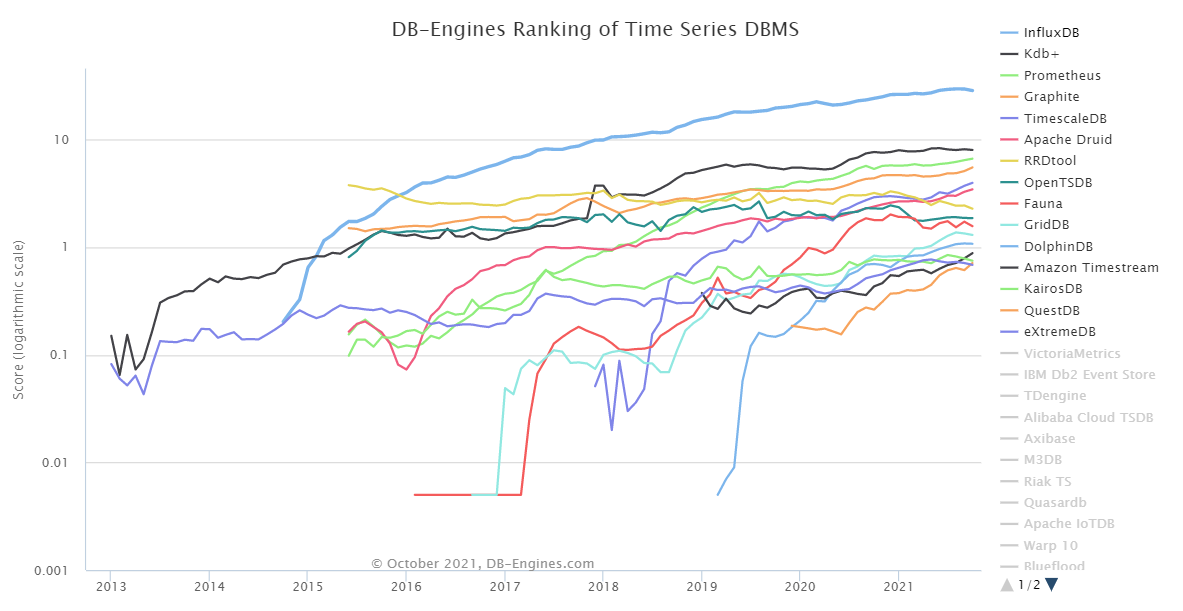 DB-Engines Ranking of Time Series DBMS
Score (logarithmic scale)
10
1
0.1
0.01
0.001
2013
2014
2015
2016
2017
2018
2019
2020
2021
© October 2021, DB-Engines.com
InfluxDB
Kdb+
Prometheus
Graphite
TimescaleDB
Apache Druid
RRDtool
OpenTSDB
Fauna
GridDB
DolphinDB
Amazon Timestream
KairosDB
QuestDB
eXtremeDB
VictoriaMetrics
IBM Db2 Event Store
TDengine
Alibaba Cloud TSDB
Axibase
M3DB
Riak TS
Quasardb
Apache IoTDB
Warp 10
Blueflood
1/2